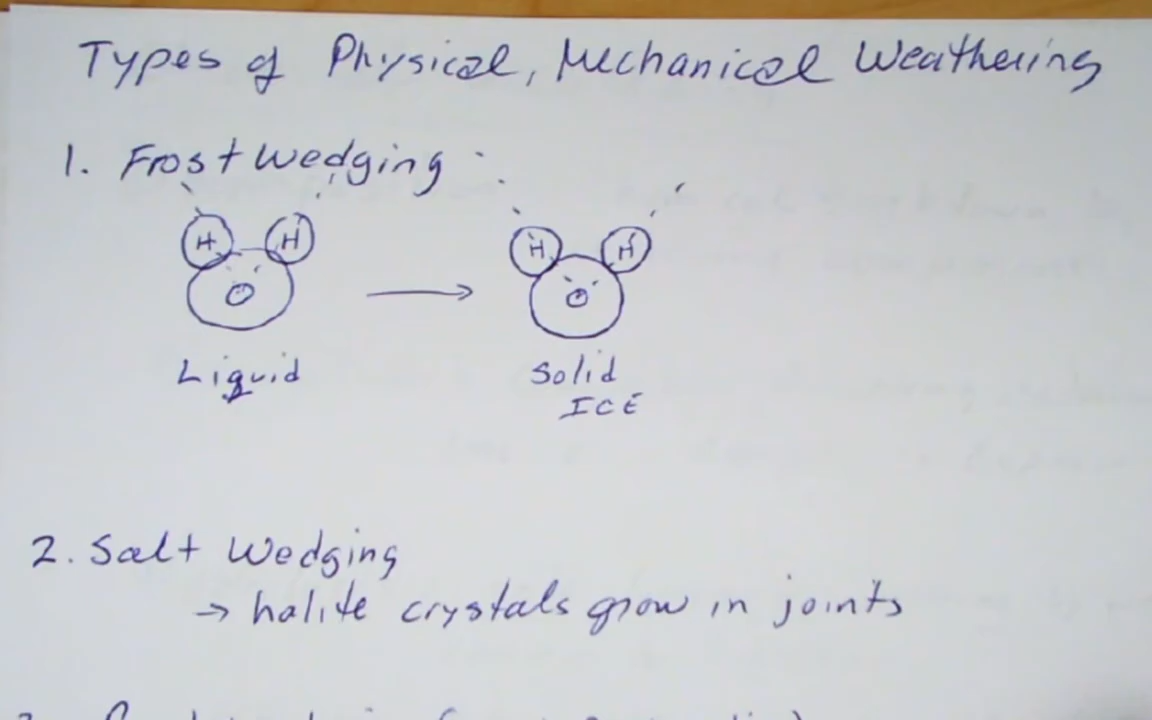 Types of Physical, Mechanical Weathering
1. Frost Wedging
H H H H
O O
Liquid Solid
ICE
2. Salt Wedging
→ halite crystals grow in joints